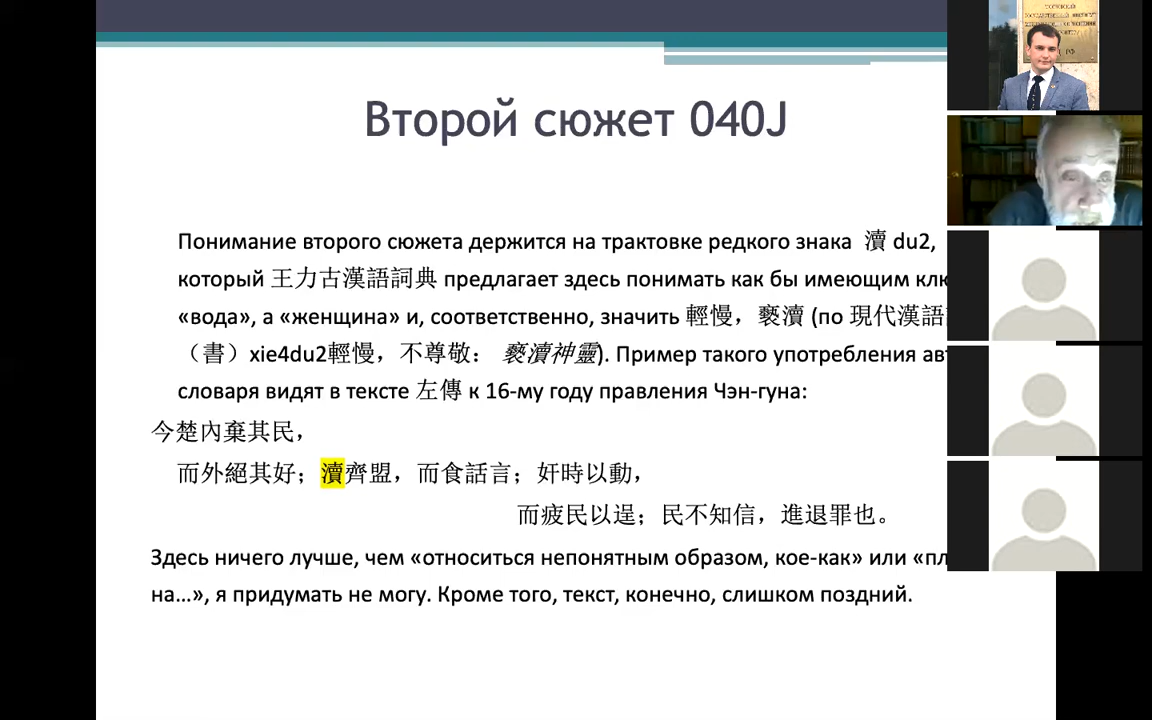 Второй сюжет 040J
Понимание второго сюжета держится на трактовке редкого знака 瀆 du2,
который 王力古漢語詞典 предлагает здесь понимать как бы имеющим
«вода», а «женщина» и, соответственно, значить 輕慢，褻瀆 (по 現代漢語
（書）xie4du2輕慢，不尊敬： 褻瀆神靈). Пример такого употребления
словаря видят в тексте 左傳 к 16-му году правления Чэн-гуна:
今楚內棄其民，
而外絕其好；瀆齊盟，而食話言；奸時以動，
而疲民以逞；民不知信，進退罪也。
Здесь ничего лучше, чем «относиться непонятным образом, кое-как» или
на…», я придумать не могу. Кроме того, текст, конечно, слишком поздний.